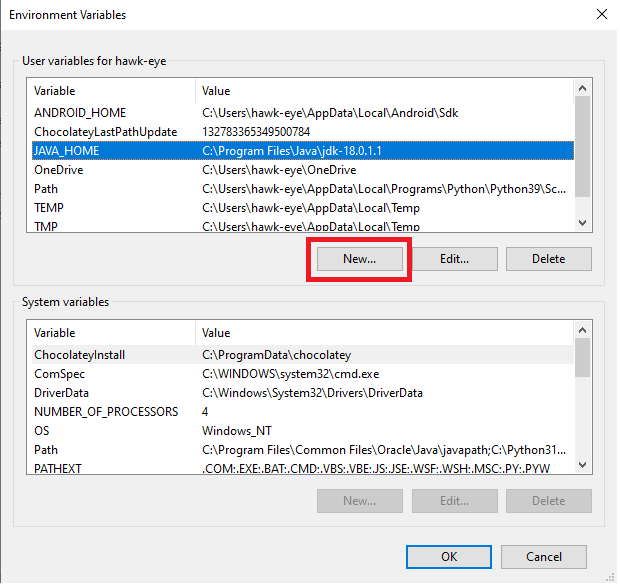 Environment Variables
User variables for hawk-eye
Variable Value
ANDROID_HOME C:\Users\hawk-eye\AppData\Local\Android\Sdk
ChocolateyLastPathUpdate 132783365349500784
JAVA_HOME C:\Program Files\Java\jdk-18.0.1.1
OneDrive C:\Users\hawk-eye\OneDrive
Path C:\Users\hawk-eye\AppData\Local\Programs\Python\Python39\Sc...
TEMP C:\Users\hawk-eye\AppData\Local\Temp
TMP C:\Users\hawk-eye\AppData\Local\Temp
New... Edit... Delete
System variables
Variable Value
ChocolateyInstall C:\ProgramData\chocolatey
ComSpec C:\WINDOWS\system32\cmd.exe
DriverData C:\Windows\System32\Drivers\DriverData
NUMBER_OF_PROCESSORS 4
OS Windows_NT
Path C:\Program Files\Common Files\Oracle\Java\javapath;C:\Python31...
PATHEXT .COM;.EXE;.BAT;.CMD;.VBS;.VBE;.JS;.JSE;.WSF;.WSH;.MSC;.PY;.PYW
New... Edit... Delete
OK Cancel